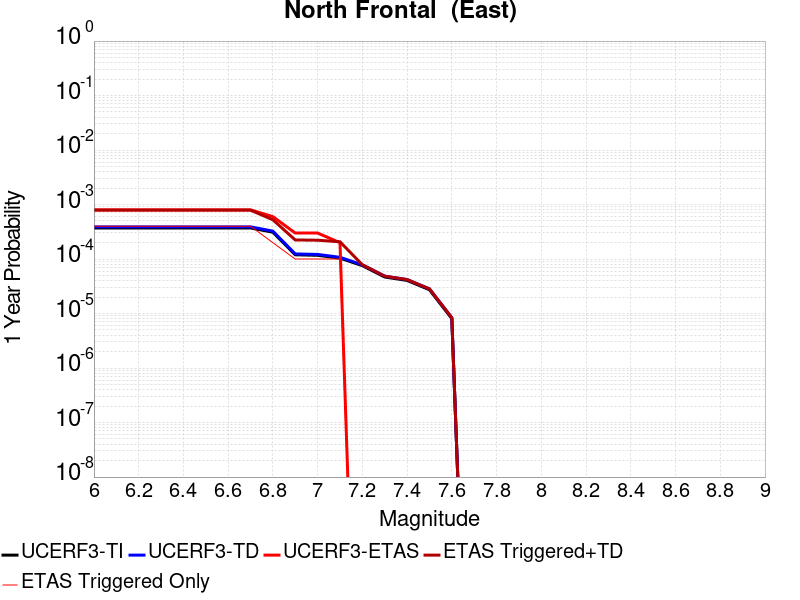 North Frontal  (East)
10^0
10^-1
10^-2
10^-3
10^-4
10^-5
10^-6
10^-7
10^-8
1 Year Probability
6 6.2 6.4 6.6 6.8 7 7.2 7.4 7.6 7.8 8 8.2 8.4 8.6 8.8 9
Magnitude
UCERF3-TI UCERF3-TD UCERF3-ETAS ETAS Triggered+TD
ETAS Triggered Only